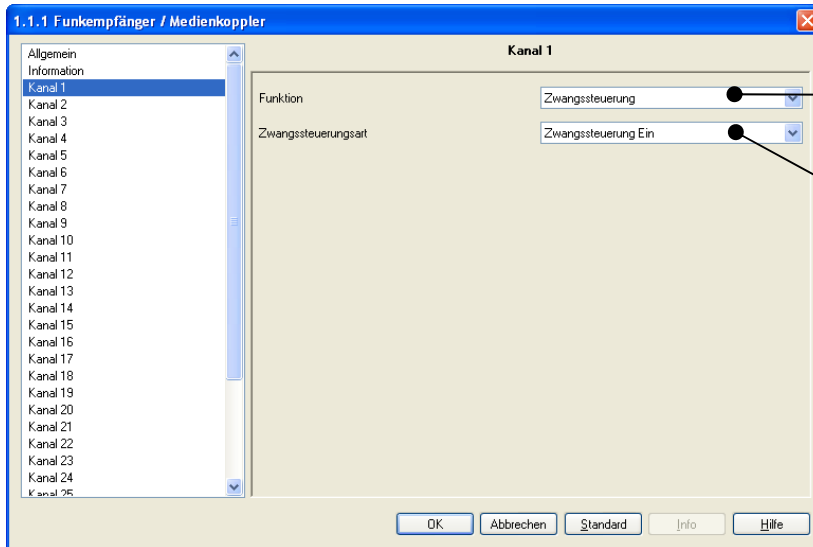 1.1.1 Funkempfänger / Medienkoppler
Allgemein
Information
Kanal 1
Kanal 2
Kanal 3
Kanal 4
Kanal 5
Kanal 6
Kanal 7
Kanal 8
Kanal 9
Kanal 10
Kanal 11
Kanal 12
Kanal 13
Kanal 14
Kanal 15
Kanal 16
Kanal 17
Kanal 18
Kanal 19
Kanal 20
Kanal 21
Kanal 22
Kanal 23
Kanal 24
Kanal 25
Kanal 1
Funktion Zwangssteuerung
Zwangssteuerungsart Zwangssteuerung Ein
OK Abbrechen Standard Info Hilfe